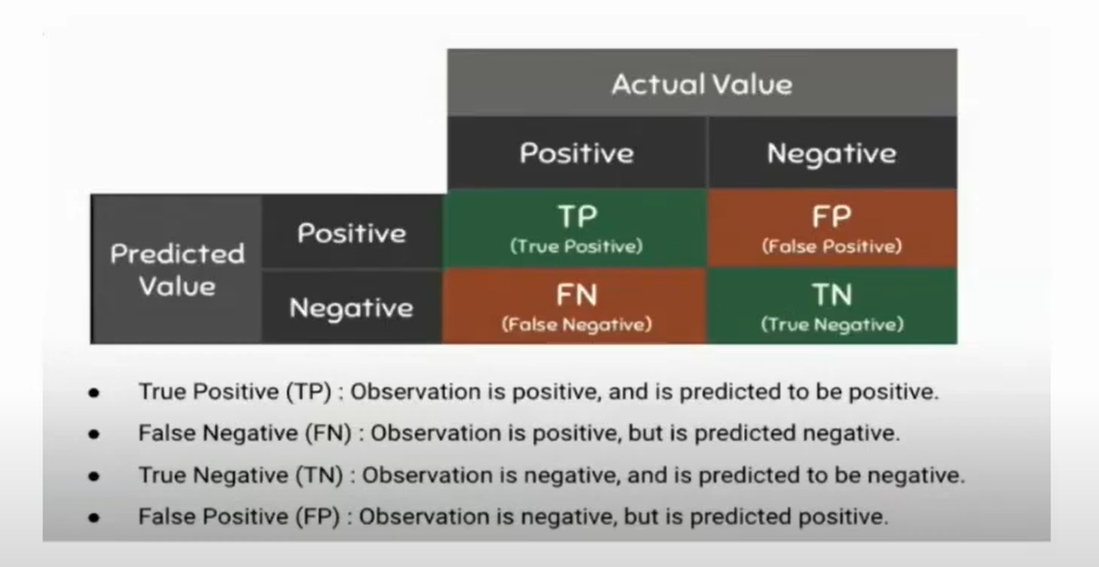 Actual Value
Positive Negative
Predicted Value
Positive
TP
(True Positive)
FP
(False Positive)
Negative
FN
(False Negative)
TN
(True Negative)
• True Positive (TP) : Observation is positive, and is predicted to be positive.
• False Negative (FN) : Observation is positive, but is predicted negative.
• True Negative (TN) : Observation is negative, and is predicted to be negative.
• False Positive (FP) : Observation is negative, but is predicted positive.